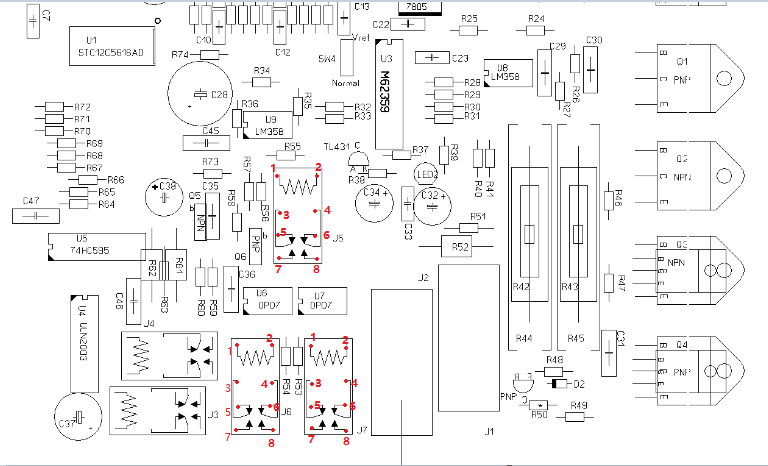 C7
U1
STC12C5616AD
C10
C12
C13
Vref
C22
7805
R25
R24
R74
C28
R34
SW4
Normal
U3
M62359
C23
R28
R29
R30
R31
U8
LM358
C29
C30
R26
R27
Q1
PNP
B
C
E
R72
R71
R70
R69
R68
R67
R66
R65
R64
C47
R36
U9
LM358
R35
R32
R33
C45
R55
TL431
C
A
R
R37
R38
R39
R40
R41
LED2
R73
C38
C35
Q5
b
NPN
R57
R58
R56
1
2
3
4
5
6
7
8
J5
C34
C33
C32
Q2
NPN
B
C
E
R46
U5
74HC595
Q6
PNP
b
R51
R52
R62
R61
R63
R60
R59
C36
C46
U6
OP07
U7
OP07
J2
R42
R43
R44
R45
R47
Q3
NPN
B
C
E
U4
ULN2003
J4
J3
C37
1
2
3
4
5
6
7
8
J6
R54
R53
1
2
3
4
5
6
7
8
J7
J1
C31
R48
D2
PNP
R50
R49
Q4
PNP
B
C
E